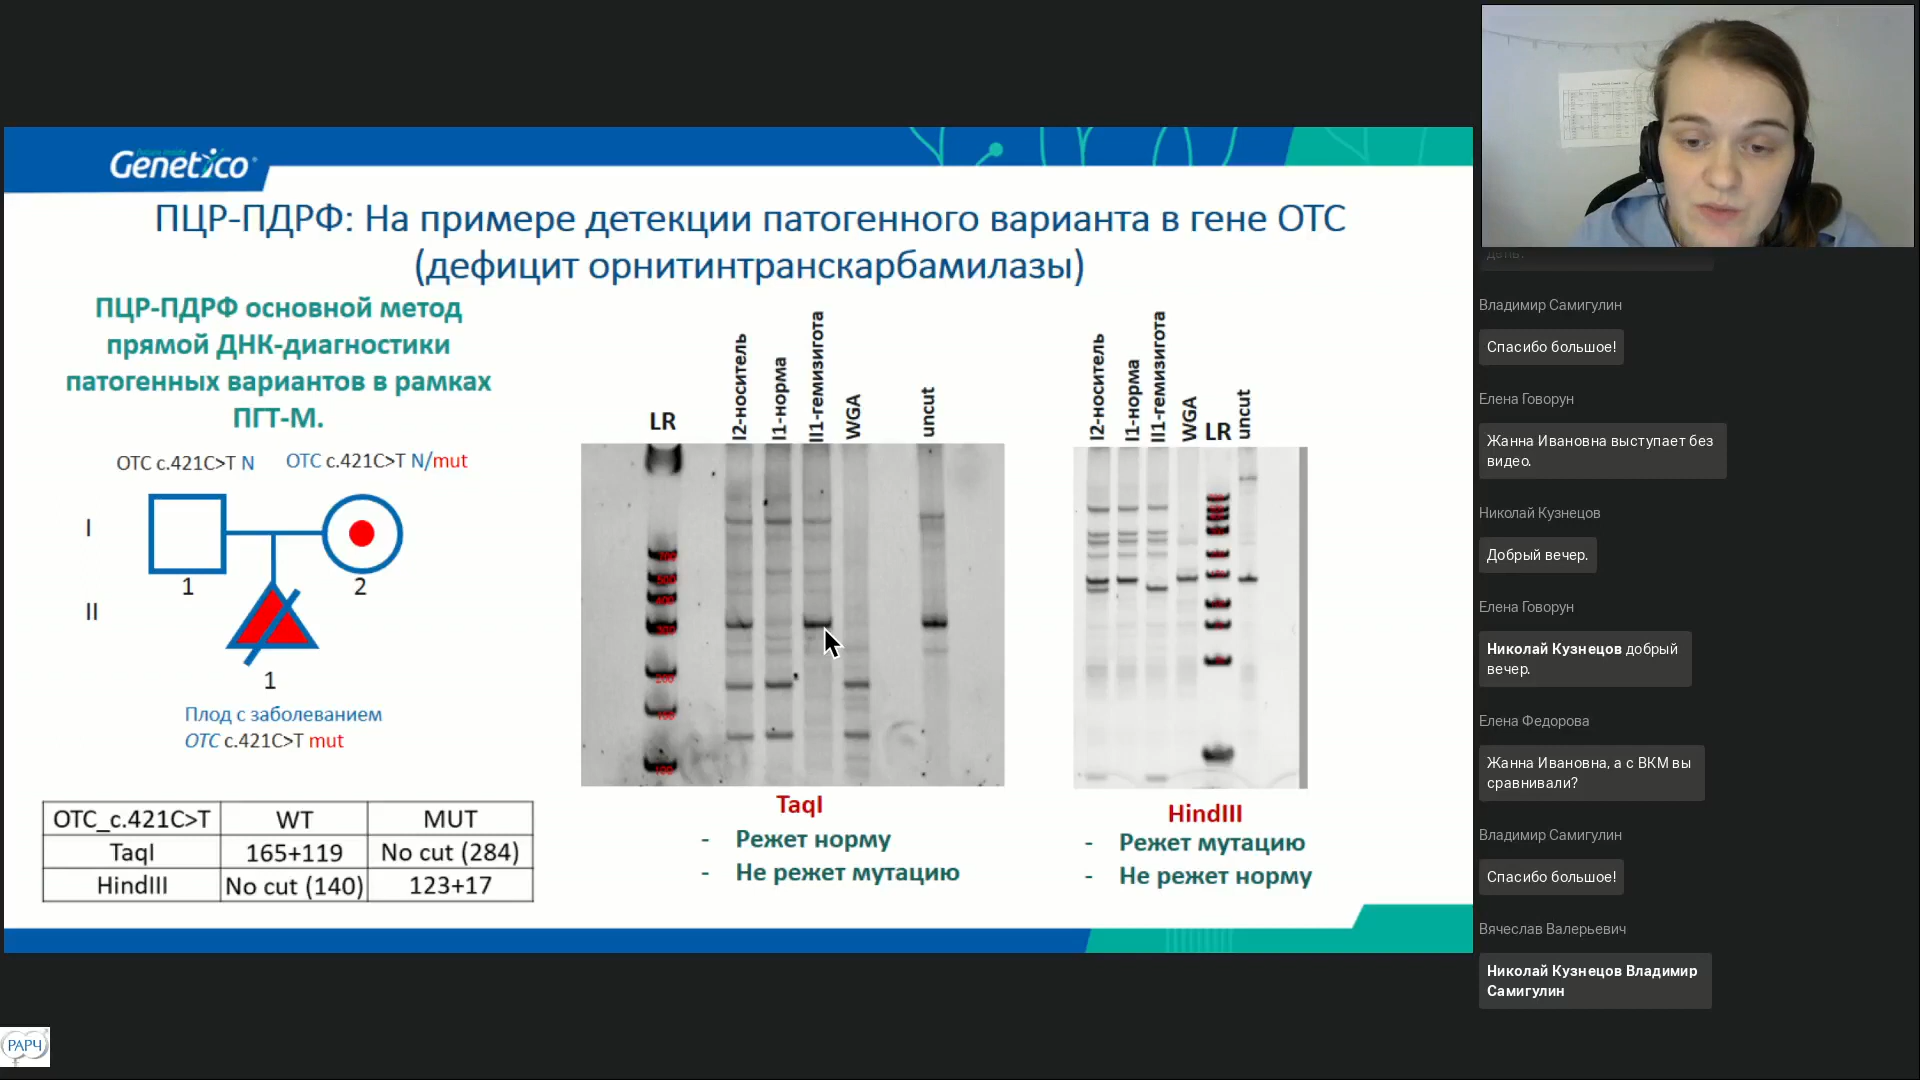 Genetico
ПЦР-ПДРФ: На примере детекции патогенного варианта в гене ОТС
(дефицит орнитинтранскарбамилазы)
ПЦР-ПДРФ основной метод
прямой ДНК-диагностики
патогенных вариантов в рамках
ПГТ-М.
ОТС c.421C>T N
ОТС c.421C>T N/mut
I
1
2
II
1
Плод с заболеванием
ОТС c.421C>T mut
OTC_c.421C>T WT MUT
TaqI 165+119 No cut (284)
HindIII No cut (140) 123+17
LR
I2-носитель
I1-норма
II1-гемизигота
WGA
uncut
TaqI
- Режет норму
- Не режет мутацию
I2-носитель
I1-норма
II1-гемизигота
WGA
LR
uncut
HindIII
- Режет мутацию
- Не режет норму
день.
Владимир Самигулин
Спасибо большое!
Елена Говорун
Жанна Ивановна выступает без
видео.
Николай Кузнецов
Добрый вечер.
Елена Говорун
Николай Кузнецов добрый
вечер.
Елена Федорова
Жанна Ивановна, а с ВКМ вы
сравнивали?
Владимир Самигулин
Спасибо большое!
Вячеслав Валерьевич
Николай Кузнецов Владимир
Самигулин
РАРЧ